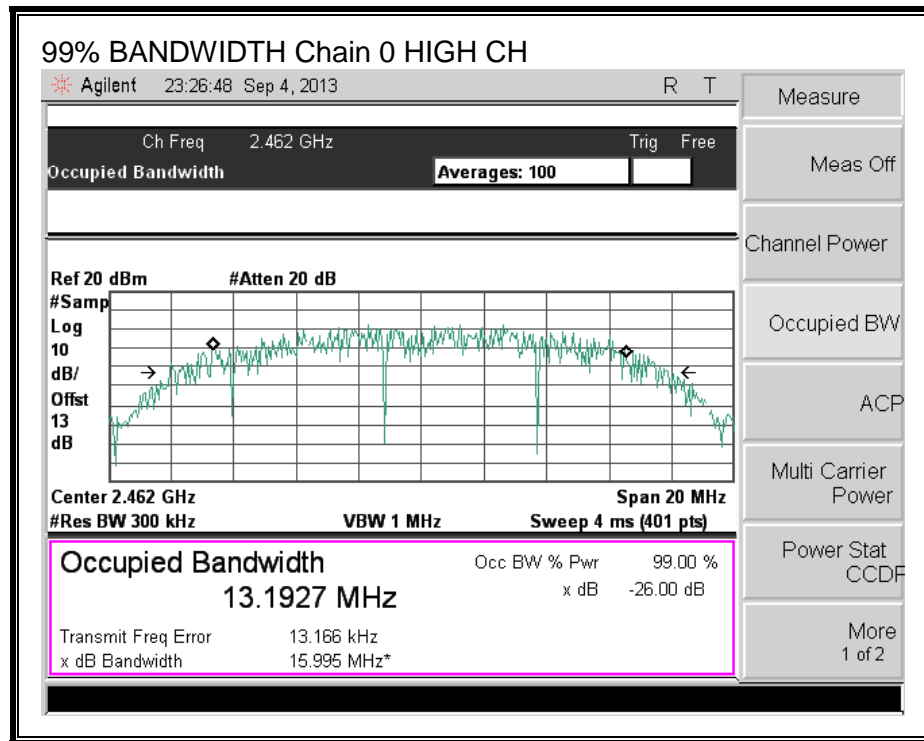 99% BANDWIDTH Chain 0 HIGH CH
Agilent 23:26:48 Sep 4, 2013 R T
Measure
Ch Freq 2.462 GHz Trig Free
Occupied Bandwidth Averages: 100
Meas Off
Channel Power
Occupied BW
ACP
Multi Carrier
Power
Power Stat
CCDF
More
1 of 2
Ref 20 dBm #Atten 20 dB
#Samp
Log
10
dB/
Offst
13
dB
Center 2.462 GHz Span 20 MHz
#Res BW 300 kHz VBW 1 MHz Sweep 4 ms (401 pts)
Occupied Bandwidth Occ BW % Pwr 99.00 %
13.1927 MHz x dB -26.00 dB
Transmit Freq Error 13.166 kHz
x dB Bandwidth 15.995 MHz*